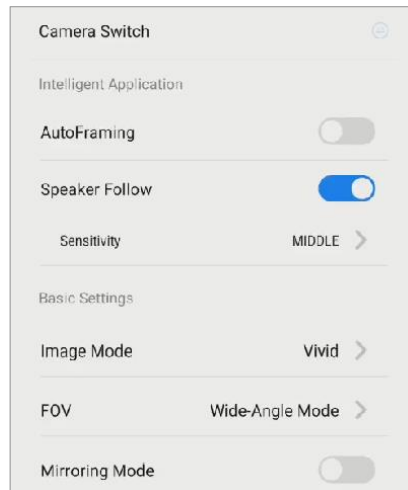 Camera Switch
Intelligent Application
AutoFraming
Speaker Follow
Sensitivity MIDDLE
Basic Settings
Image Mode Vivid
FOV Wide-Angle Mode
Mirroring Mode